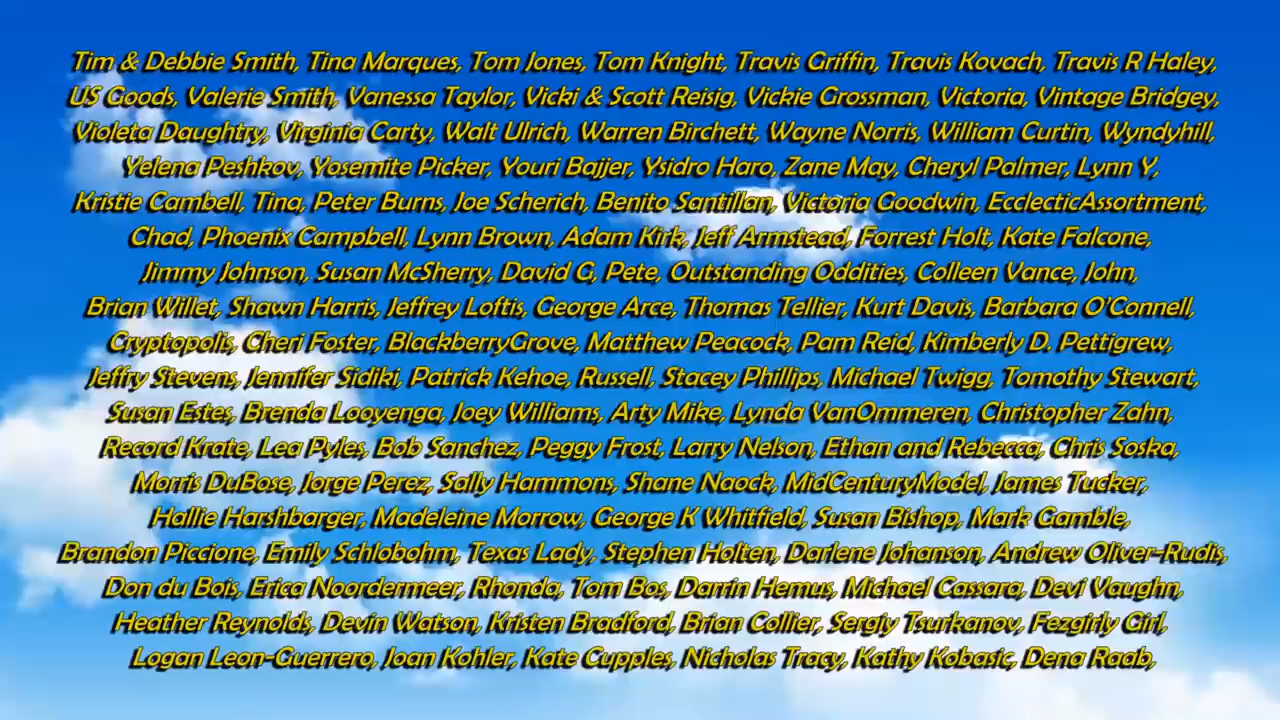 Tim & Debbie Smith, Tina Marques, Tom Jones, Tom Knight, Travis Griffin, Travis Kovach, Travis R Haley,
US Goods, Valerie Smith, Vanessa Taylor, Vicki & Scott Reisig, Vickie Grossman, Victoria, Vintage Bridgey,
Violeta Daughtry, Virginia Carty, Walt Ulrich, Warren Birchett, Wayne Norris, William Curtin, Wyndyhill,
Yelena Peshkov, Yosemite Picker, Youri Bajjer, Ysidro Haro, Zane May, Cheryl Palmer, Lynn Y,
Kristie Cambell, Tina, Peter Burns, Joe Scherich, Benito Santillan, Victoria Goodwin, EcclecticAssortment,
Chad, Phoenix Campbell, Lynn Brown, Adam Kirk, Jeff Armstead, Forrest Holt, Kate Falcone,
Jimmy Johnson, Susan McSherry, David G, Pete, Outstanding Oddities, Colleen Vance, John,
Brian Willet, Shawn Harris, Jeffrey Loftis, George Arce, Thomas Tellier, Kurt Davis, Barbara O'Connell,
Cryptopolis, Cheri Foster, BlackberryGrove, Matthew Peacock, Pam Reid, Kimberly D. Pettigrew,
Jeffry Stevens, Jennifer Sidiki, Patrick Kehoe, Russell, Stacey Phillips, Michael Twigg, Tomothy Stewart,
Susan Estes, Brenda Looyenga, Joey Williams, Arty Mike, Lynda VanOmmeren, Christopher Zahn,
Record Krate, Lea Pyles, Bob Sanchez, Peggy Frost, Larry Nelson, Ethan and Rebecca, Chris Soska,
Morris DuBose, Jorge Perez, Sally Hammons, Shane Naock, MidCenturyModel, James Tucker,
Hallie Harshbarger, Madeleine Morrow, George K Whitfield, Susan Bishop, Mark Gamble,
Brandon Piccione, Emily Schlobohm, Texas Lady, Stephen Holten, Darlene Johanson, Andrew Oliver-Rudis,
Don du Bois, Erica Noordermeer, Rhonda, Tom Bos, Darrin Hemus, Michael Cassara, Devi Vaughn,
Heather Reynolds, Devin Watson, Kristen Bradford, Brian Collier, Sergiy Tsurkanov, Fezgirly Girl,
Logan Leon-Guerrero, Joan Kohler, Kate Cupples, Nicholas Tracy, Kathy Kobasic, Dena Raab,